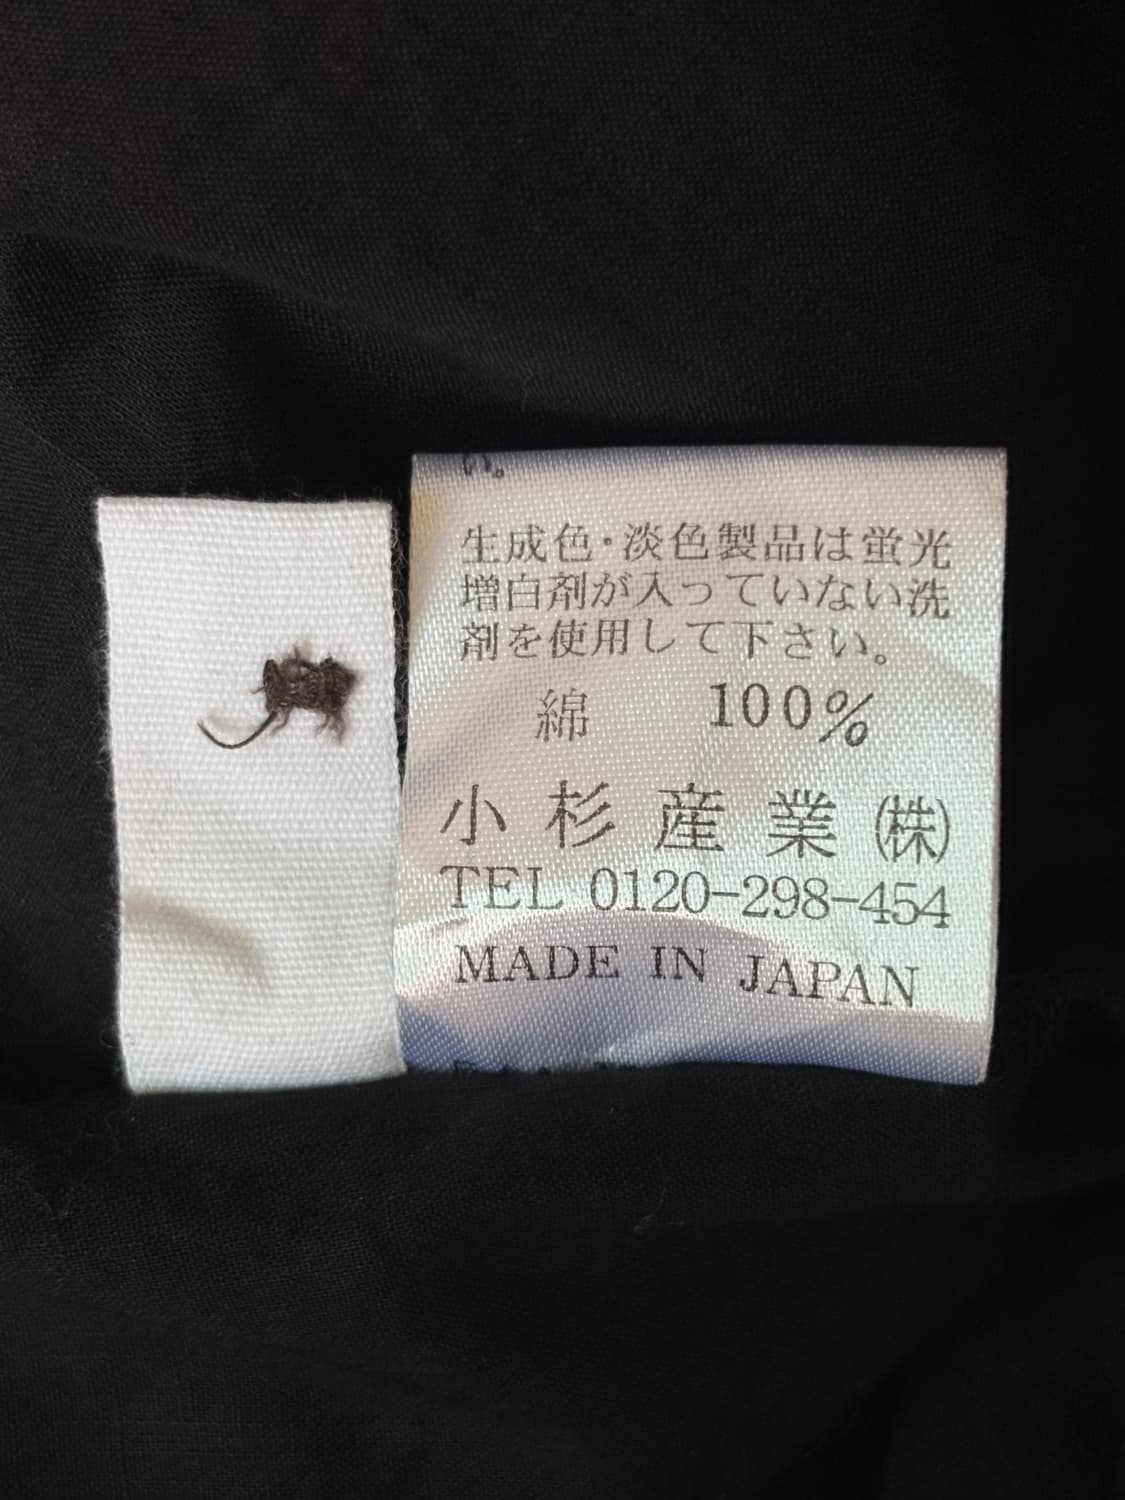 い。
生成色・淡色製品は蛍光
増白剤が入っていない洗
剤を使用して下さい。
綿 100%
小杉産業(株)
TEL 0120-298-454
MADE IN JAPAN